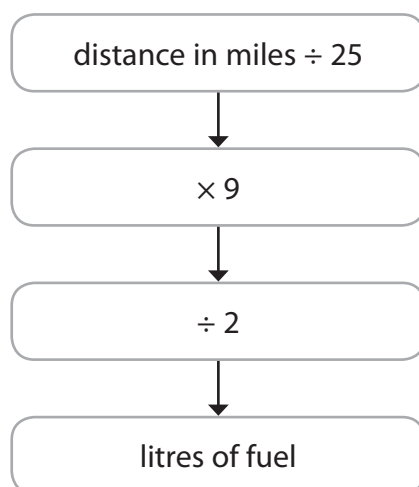 distance in miles ÷ 25
× 9
÷ 2
litres of fuel